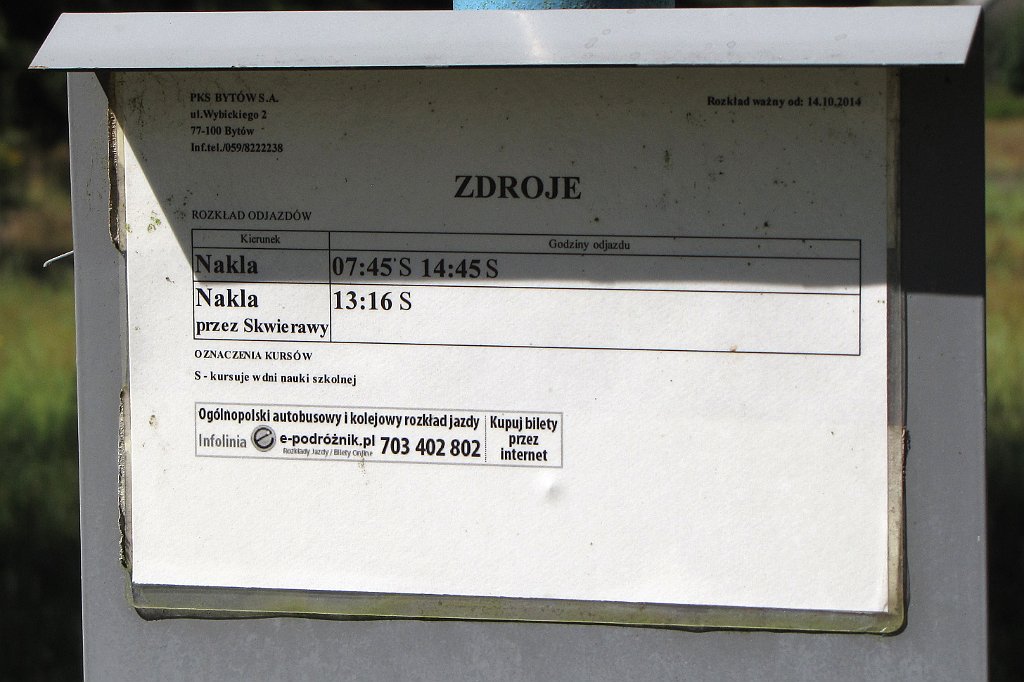 PKS BYTÓW S.A.
ul.Wybickiego 2
77-100 Bytów
Inf.tel./059/8222238
Rozkład ważny od: 14.10.2014
ZDROJE
ROZKŁAD ODJAZDÓW
Kierunek Godziny odjazdu
Nakla 07:45 S 14:45 S
Nakla 13:16 S
przez Skwierawy
OZNACZENIA KURSÓW
S - kursuje w dni nauki szkolnej
Ogólnopolski autobusowy i kolejowy rozkład jazdy
Infolinia e-podróżnik.pl 703 402 802
Rozkłady Jazdy / Bilety Online
Kupuj bilety
przez
internet